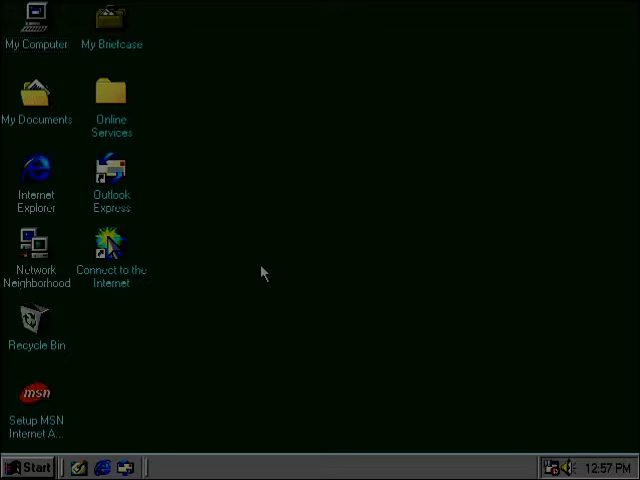 My Computer
My Briefcase
My Documents
Online
Services
Internet
Explorer
Outlook
Express
Network
Neighborhood
Connect to the
Internet
Recycle Bin
msn
Setup MSN
Internet A...
Start
12:57 PM